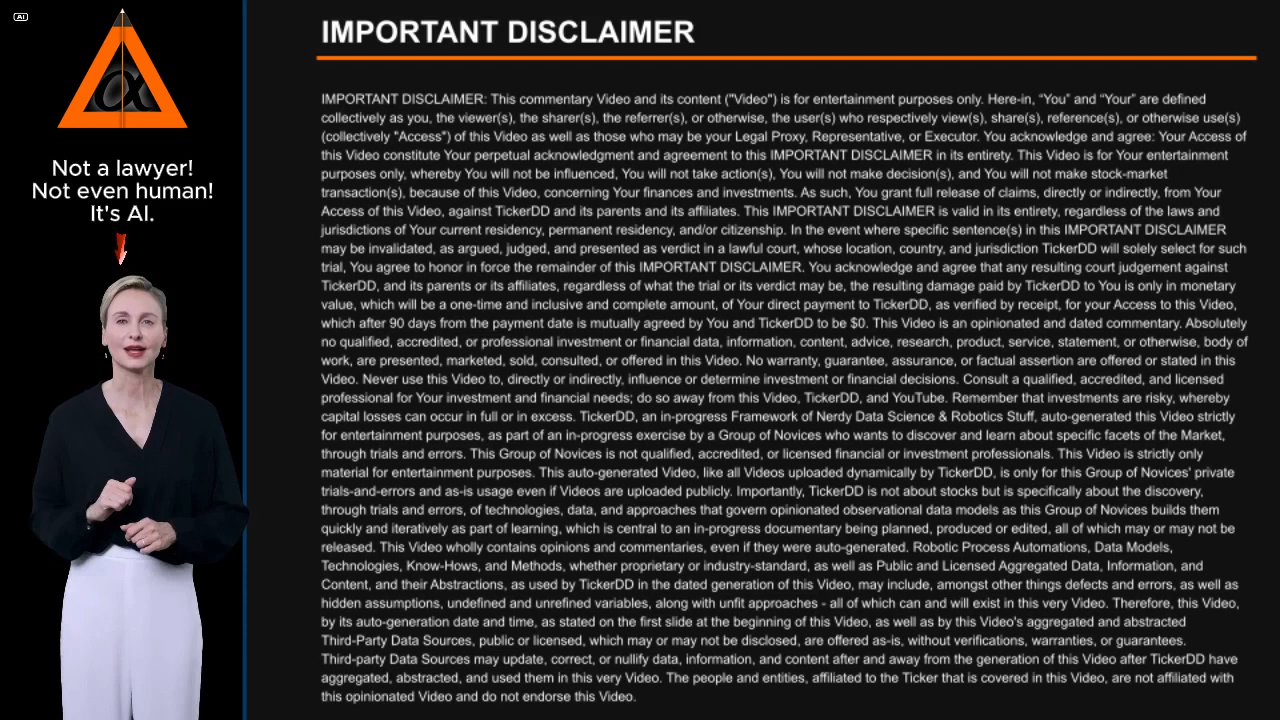 AI
α
Not a lawyer!
Not even human!
It's AI.
IMPORTANT DISCLAIMER
IMPORTANT DISCLAIMER: This commentary Video and its content ("Video") is for entertainment purposes only. Here-in, “You” and “Your” are defined
collectively as you, the viewer(s), the sharer(s), the referrer(s), or otherwise, the user(s) who respectively view(s), share(s), reference(s), or otherwise use(s)
(collectively "Access") of this Video as well as those who may be your Legal Proxy, Representative, or Executor. You acknowledge and agree: Your Access of
this Video constitute Your perpetual acknowledgment and agreement to this IMPORTANT DISCLAIMER in its entirety. This Video is for Your entertainment
purposes only, whereby You will not be influenced, You will not take action(s), You will not make decision(s), and You will not make stock-market
transaction(s), because of this Video, concerning Your finances and investments. As such, You grant full release of claims, directly or indirectly, from Your
Access of this Video, against TickerDD and its parents and its affiliates. This IMPORTANT DISCLAIMER is valid in its entirety, regardless of the laws and
jurisdictions of Your current residency, permanent residency, and/or citizenship. In the event where specific sentence(s) in this IMPORTANT DISCLAIMER
may be invalidated, as argued, judged, and presented as verdict in a lawful court, whose location, country, and jurisdiction TickerDD will solely select for such
trial, You agree to honor in force the remainder of this IMPORTANT DISCLAIMER. You acknowledge and agree that any resulting court judgement against
TickerDD, and its parents or its affiliates, regardless of what the trial or its verdict may be, the resulting damage paid by TickerDD to You is only in monetary
value, which will be a one-time and inclusive and complete amount, of Your direct payment to TickerDD, as verified by receipt, for your Access to this Video,
which after 90 days from the payment date is mutually agreed by You and TickerDD to be $0. This Video is an opinionated and dated commentary. Absolutely
no qualified, accredited, or professional investment or financial data, information, content, advice, research, product, service, statement, or otherwise, body of
work, are presented, marketed, sold, consulted, or offered in this Video. No warranty, guarantee, assurance, or factual assertion are offered or stated in this
Video. Never use this Video to, directly or indirectly, influence or determine investment or financial decisions. Consult a qualified, accredited, and licensed
professional for Your investment and financial needs; do so away from this Video, TickerDD, and YouTube. Remember that investments are risky, whereby
capital losses can occur in full or in excess. TickerDD, an in-progress Framework of Nerdy Data Science & Robotics Stuff, auto-generated this Video strictly
for entertainment purposes, as part of an in-progress exercise by a Group of Novices who wants to discover and learn about specific facets of the Market,
through trials and errors. This Group of Novices is not qualified, accredited, or licensed financial or investment professionals. This Video is strictly only
material for entertainment purposes. This auto-generated Video, like all Videos uploaded dynamically by TickerDD, is only for this Group of Novices' private
trials-and-errors and as-is usage even if Videos are uploaded publicly. Importantly, TickerDD is not about stocks but is specifically about the discovery,
through trials and errors, of technologies, data, and approaches that govern opinionated observational data models as this Group of Novices builds them
quickly and iteratively as part of learning, which is central to an in-progress documentary being planned, produced or edited, all of which may or may not be
released. This Video wholly contains opinions and commentaries, even if they were auto-generated. Robotic Process Automations, Data Models,
Technologies, Know-Hows, and Methods, whether proprietary or industry-standard, as well as Public and Licensed Aggregated Data, Information, and
Content, and their Abstractions, as used by TickerDD in the dated generation of this Video, may include, amongst other things defects and errors, as well as
hidden assumptions, undefined and unrefined variables, along with unfit approaches - all of which can and will exist in this very Video. Therefore, this Video,
by its auto-generation date and time, as stated on the first slide at the beginning of this Video, as well as by this Video's aggregated and abstracted
Third-Party Data Sources, public or licensed, which may or may not be disclosed, are offered as-is, without verifications, warranties, or guarantees.
Third-party Data Sources may update, correct, or nullify data, information, and content after and away from the generation of this Video after TickerDD have
aggregated, abstracted, and used them in this very Video. The people and entities, affiliated to the Ticker that is covered in this Video, are not affiliated with
this opinionated Video and do not endorse this Video.